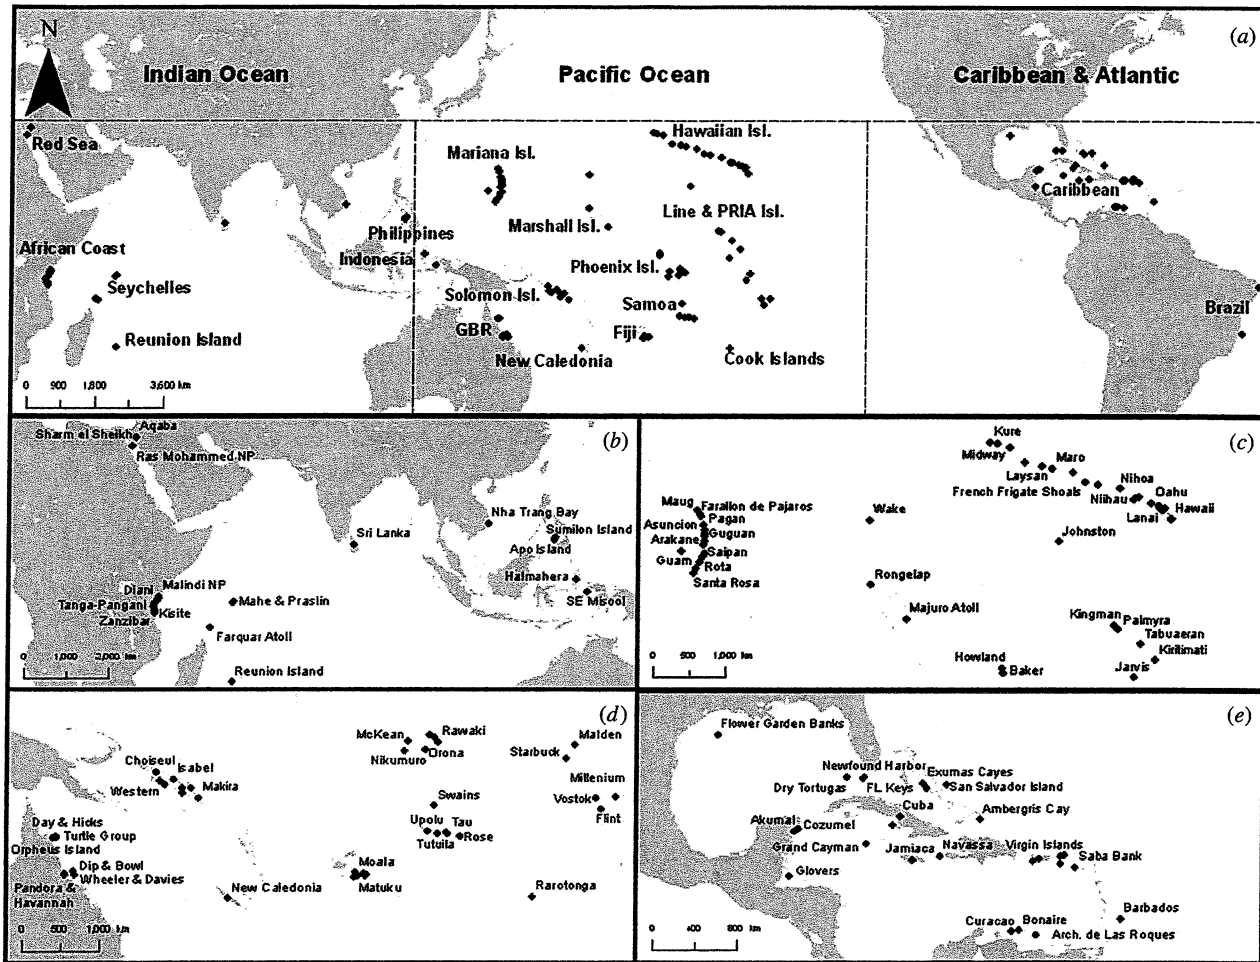 N
(a)
Indian Ocean
Pacific Ocean
Caribbean & Atlantic
Red Sea
Hawaiian Isl.
Mariana Isl.
Caribbean
Line & PRIA Isl.
Marshall Isl.
Philippines
African Coast
Indonesia
Phoenix Isl.
Seychelles
Solomon Isl.
Samoa
Brazil
GBR
Fiji
Reunion Island
New Caledonia
Cook Islands
0 900 1,800 3,600 km
(b)
Aqaba
Sharm el Sheikh
Ras Mohammed NP
Nha Trang Bay
Sumilon Island
Sri Lanka
Apo Island
Halmahera
Diani
Malindi NP
SE Misool
Tanga-Pangani
Kisite
Mahe & Praslin
Zanzibar
Farquar Atoll
0 1,000 2,000 km
Reunion Island
(c)
Kure
Midway
Maro
Laysan
Nihoa
French Frigate Shoals
Niihau
Oahu
Lanai
Hawaii
Maug
Farallon de Pajaros
Pagan
Wake
Asuncion
Guguan
Arakane
Johnston
Saipan
Guam
Rota
Santa Rosa
Rongelap
Majuro Atoll
Kingman
Palmyra
Tabuaeran
Kiritimati
Howland
Baker
Jarvis
0 500 1,000 km
(d)
McKean
Rawaki
Malden
Nikumuro
Orona
Starbuck
Choiseul
Isabel
Western
Makira
Millenium
Swains
Vostok
Flint
Day & Hicks
Upolu
Tau
Turtle Group
Tutuila
Rose
Orpheus Island
Dip & Bowl
Moala
Wheeler & Davies
Pandora &
Havannah
New Caledonia
Matuku
Rarotonga
0 500 1,000 km
(e)
Flower Garden Banks
Newfound Harbor
Exumas Cayes
Dry Tortugas
FL Keys
San Salvador Island
Cuba
Ambergris Cay
Akumal
Cozumel
Grand Cayman
Jamiaca
Navassa
Virgin Islands
Saba Bank
Glovers
Barbados
Curacao
Bonaire
Arch. de Las Roques
0 400 800 km